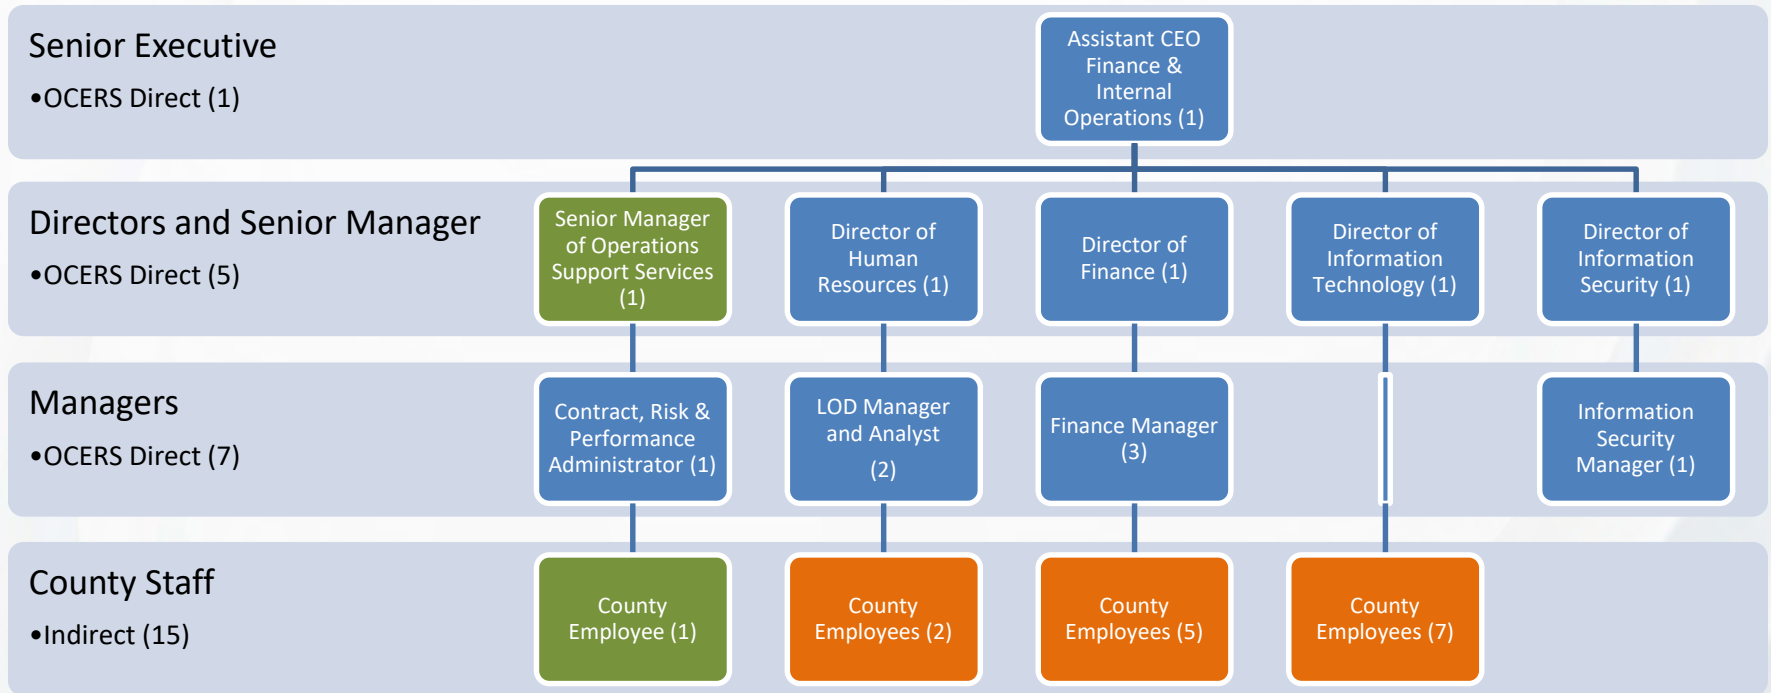 Senior Executive
•OCERS Direct (1)
Assistant CEO
Finance &
Internal
Operations (1)
Directors and Senior Manager
•OCERS Direct (5)
Senior Manager
of Operations
Support Services
(1)
Director of
Human
Resources (1)
Director of
Finance (1)
Director of
Information
Technology (1)
Director of
Information
Security (1)
Managers
•OCERS Direct (7)
Contract, Risk &
Performance
Administrator (1)
LOD Manager
and Analyst
(2)
Finance Manager
(3)
Information
Security
Manager (1)
County Staff
•Indirect (15)
County
Employee (1)
County
Employees (2)
County
Employees (5)
County
Employees (7)